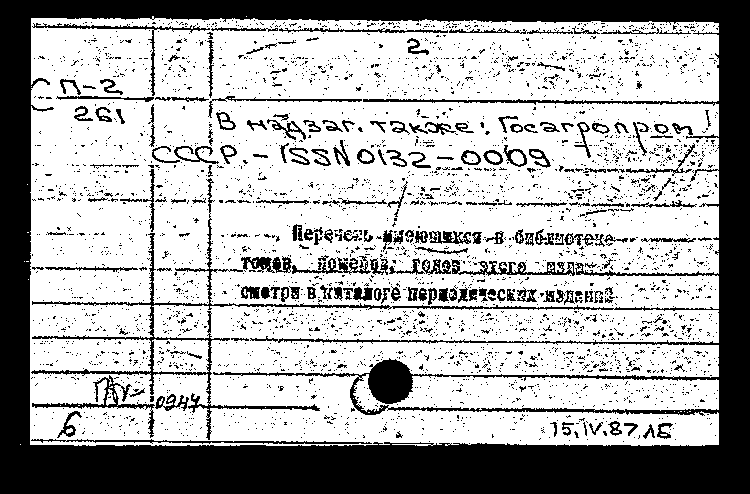 2
С П-2
261
В надзаг. также: Госагропром
СССР. - ISSN 0132-0009
Перечень имеющихся в библиотеке
томов, номеров, годов этого издания
смотри в каталоге периодических изданий
0947
6
15.IV.87 ЛБ